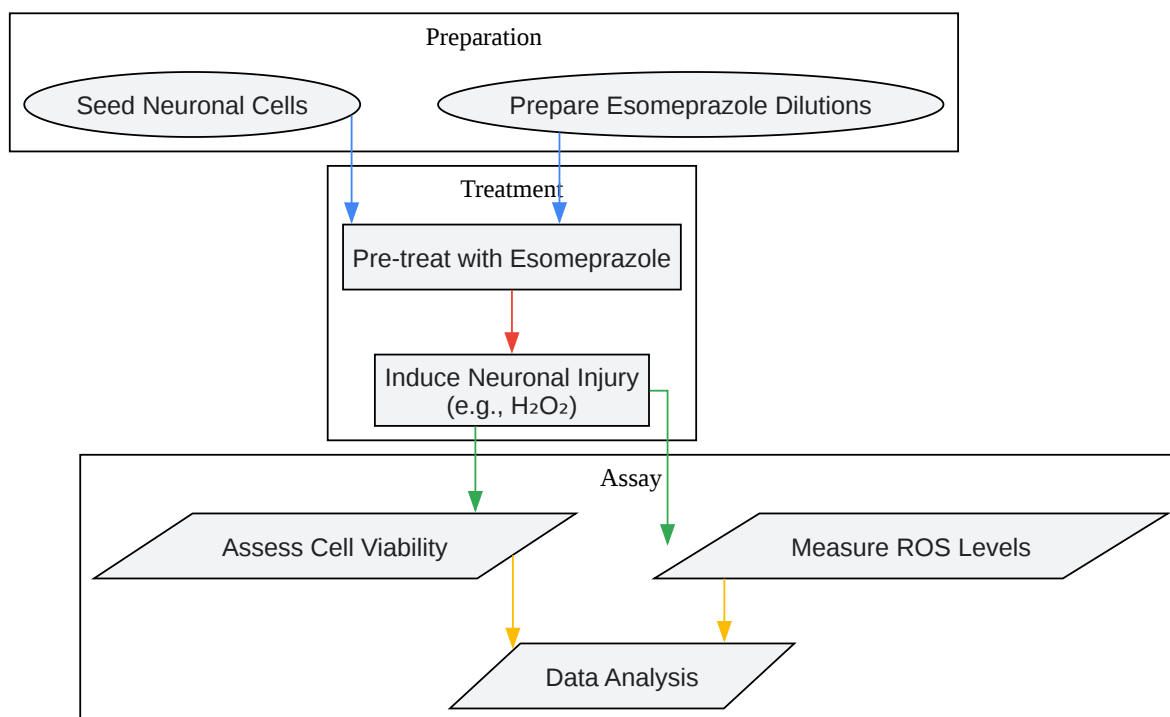 Preparation
Seed Neuronal Cells
Prepare Esomeprazole Dilutions
Treatment
Pre-treat with Esomeprazole
Induce Neuronal Injury
(e.g., H₂O₂)
Assay
Assess Cell Viability
Measure ROS Levels
Data Analysis